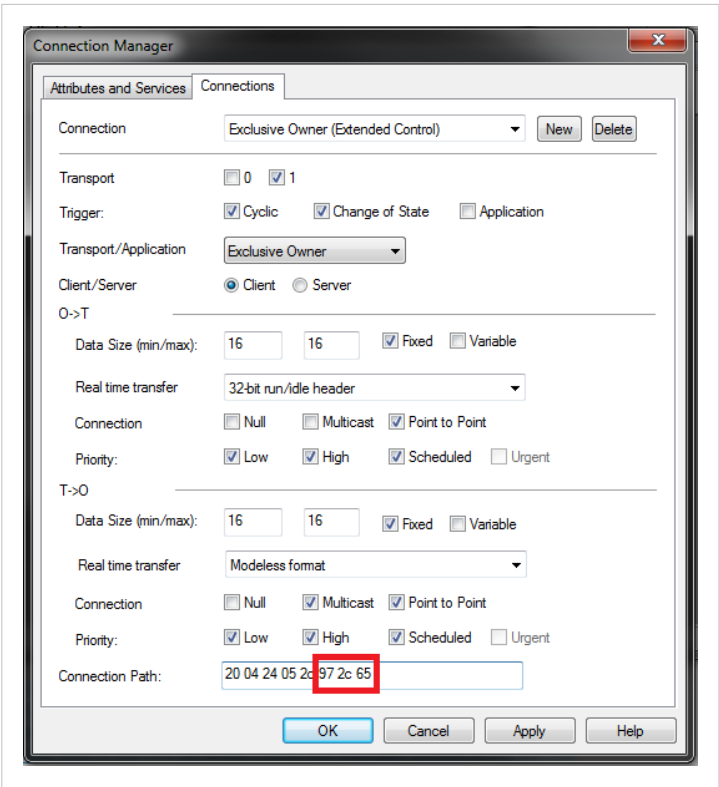 Connection Manager
Attributes and Services Connections
Connection Exclusive Owner (Extended Control) New Delete
Transport 0 1
Trigger: Cyclic Change of State Application
Transport/Application Exclusive Owner
Client/Server Client Server
O->T
Data Size (min/max): 16 16 Fixed Variable
Real time transfer 32-bit run/idle header
Connection Null Multicast Point to Point
Priority: Low High Scheduled Urgent
T->O
Data Size (min/max): 16 16 Fixed Variable
Real time transfer Modeless format
Connection Null Multicast Point to Point
Priority: Low High Scheduled Urgent
Connection Path: 20 04 24 05 2c 97 2c 65
OK Cancel Apply Help